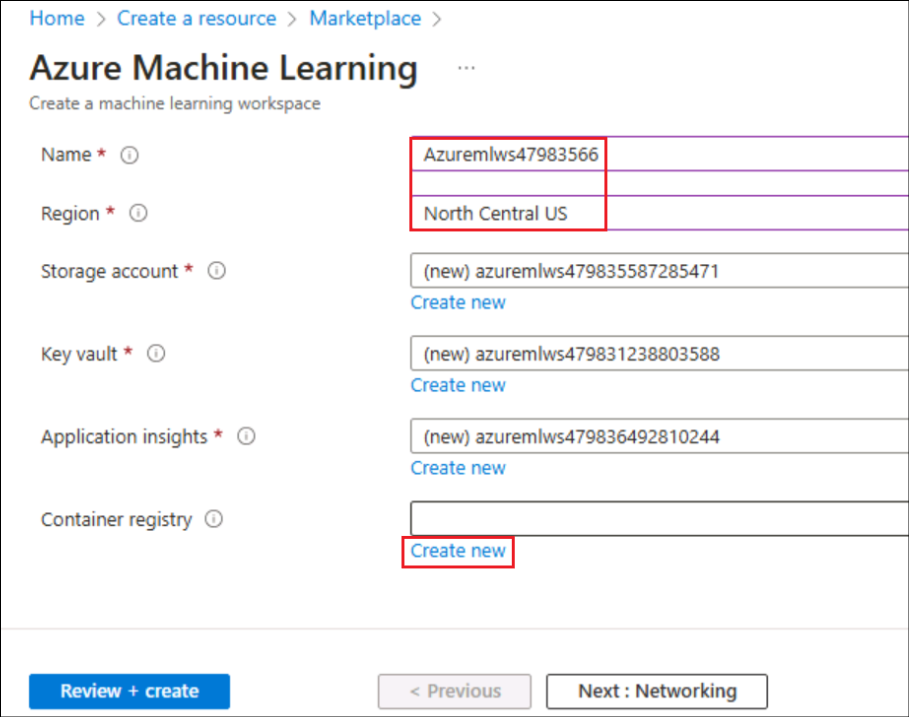 Home > Create a resource > Marketplace >
Azure Machine Learning ...
Create a machine learning workspace
Name * Azuremlws47983566
Region * North Central US
Storage account * (new) azuremlws479835587285471
Create new
Key vault * (new) azuremlws479831238803588
Create new
Application insights * (new) azuremlws479836492810244
Create new
Container registry
Create new
Review + create < Previous Next : Networking